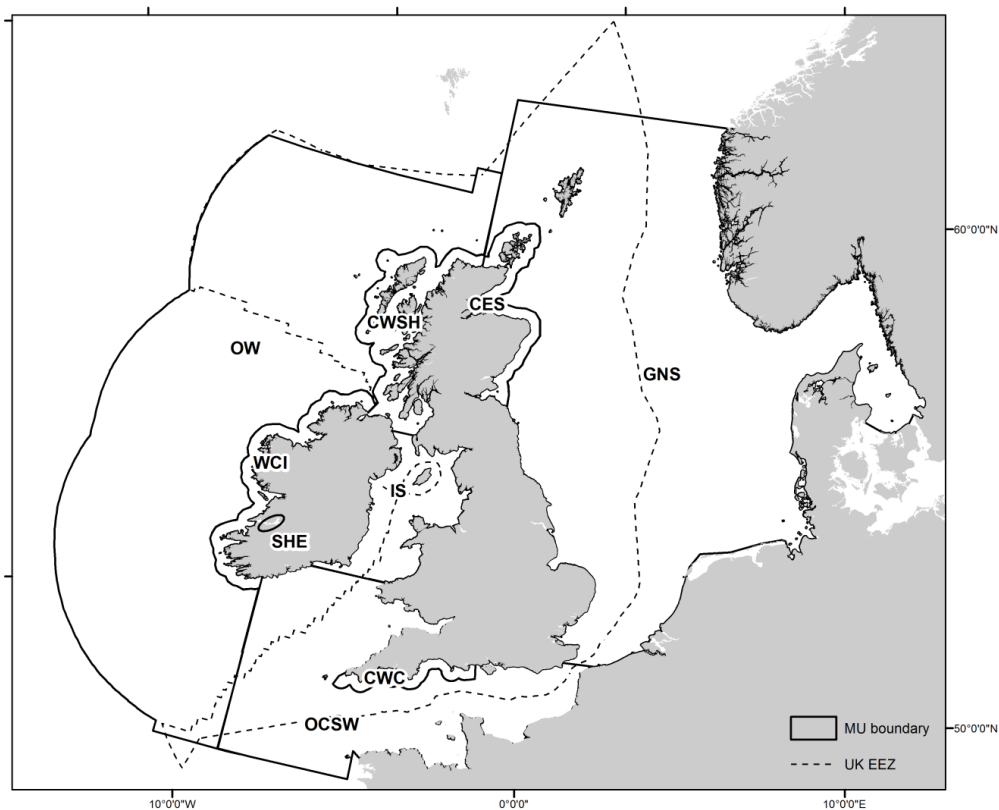 60°0'0"N
CES
CWSH
OW
GNS
WCI
IS
SHE
CWC
OCSW
MU boundary
50°0'0"N
UK EEZ
10°0'0"W
0°0'0"
10°0'0"E